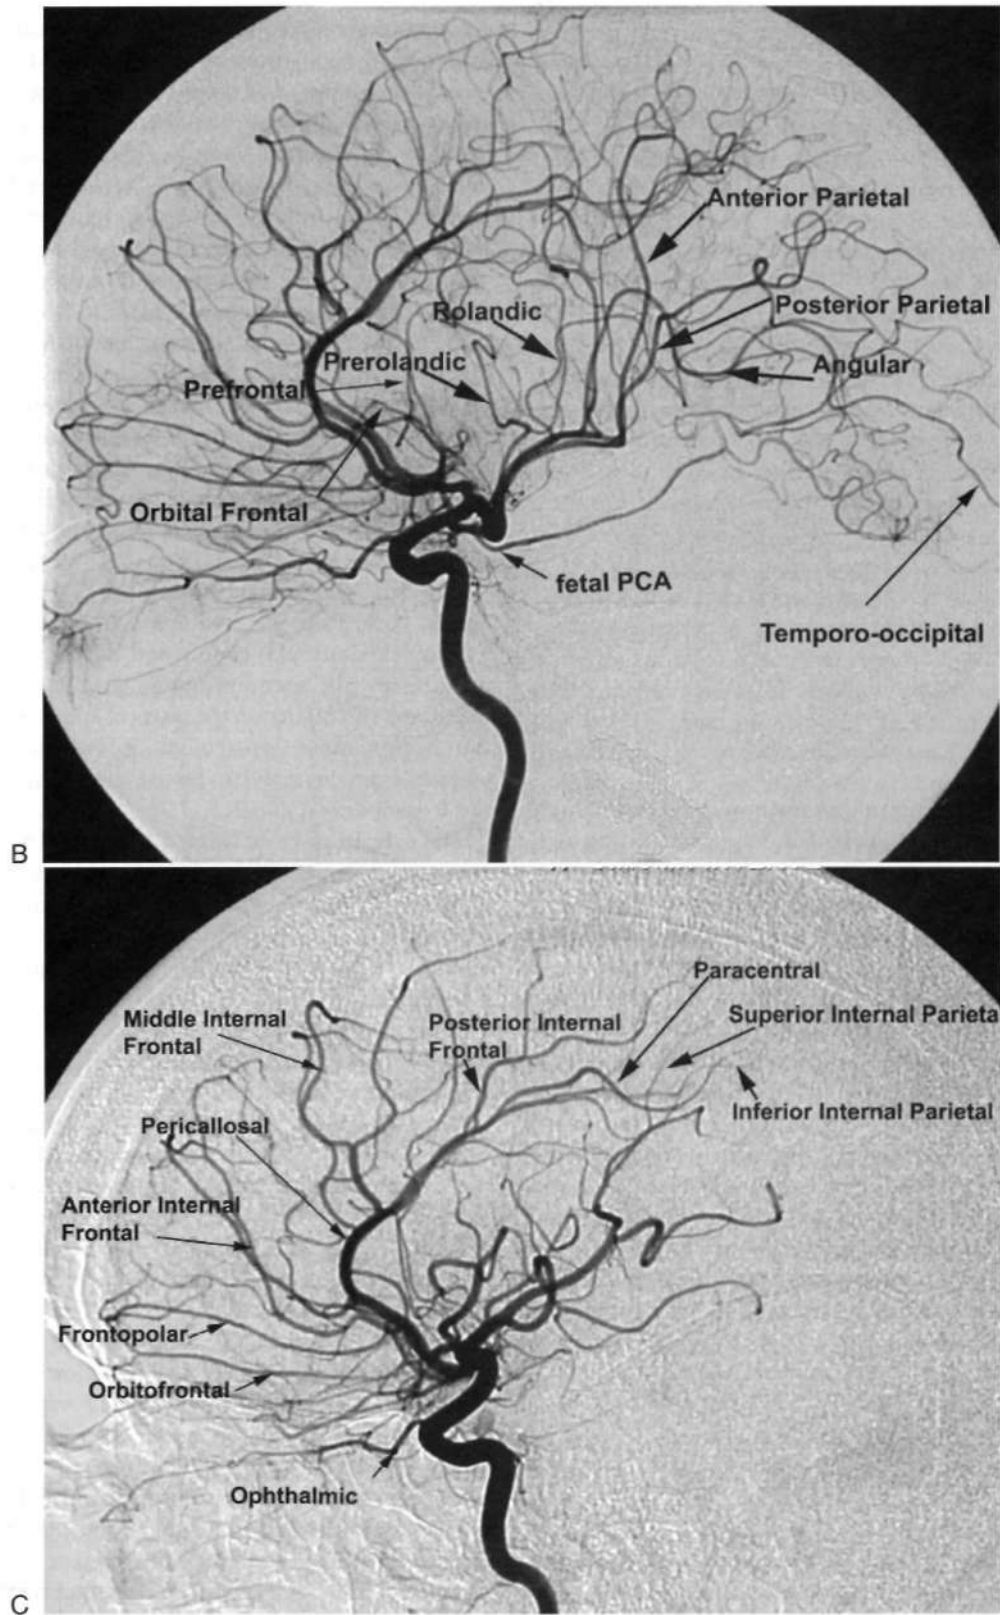 Anterior Parietal
Rolandic
Posterior Parietal
Prerolandic
Angular
Prefrontal
Orbital Frontal
fetal PCA
Temporo-occipital
B
Paracentral
Middle Internal
Frontal
Posterior Internal
Frontal
Superior Internal Parieta
Inferior Internal Parietal
Pericallosal
Anterior Internal
Frontal
Frontopolar
Orbitofrontal
Ophthalmic
C